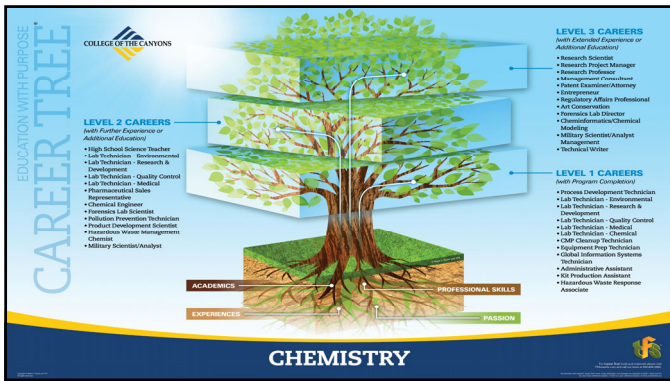 EDUCATION WITH PURPOSE
CAREER TREE
COLLEGE OF THE CANYONS
LEVEL 3 CAREERS
(with Extended Experience or
Additional Education)
• Research Scientist
• Research Project Manager
• Research Professor
• Management Consultant
• Patent Examiner/Attorney
• Entrepreneur
• Regulatory Affairs Professional
• Art Conservation
• Forensics Lab Director
• Cheminformatics/Chemical
Modeling
• Military Scientist/Analyst
Management
• Technical Writer
LEVEL 2 CAREERS
(with Further Experience or
Additional Education)
• High School Science Teacher
• Lab Technician - Environmental
• Lab Technician - Research &
Development
• Lab Technician - Quality Control
• Lab Technician - Medical
• Pharmaceutical Sales
Representative
• Chemical Engineer
• Forensics Lab Scientist
• Pollution Prevention Technician
• Product Development Scientist
• Hazardous Waste Management
Chemist
• Military Scientist/Analyst
LEVEL 1 CAREERS
(with Program Completion)
• Process Development Technician
• Lab Technician - Environmental
• Lab Technician - Research &
Development
• Lab Technician - Quality Control
• Lab Technician - Medical
• Lab Technician - Chemical
• CMP Cleanup Technician
• Equipment Prep Technician
• Global Information Systems
Technician
• Administrative Assistant
• Kit Production Assistant
• Hazardous Waste Response
Associate
ACADEMICS
PROFESSIONAL SKILLS
EXPERIENCES
PASSION
CHEMISTRY